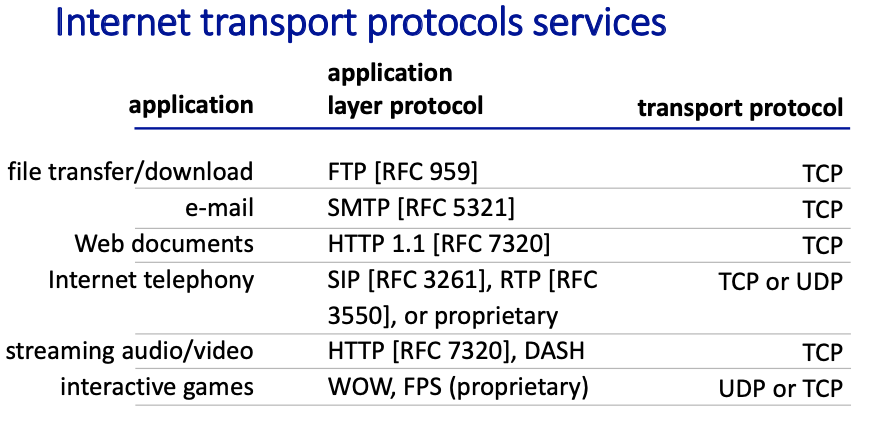 Internet transport protocols services
application
application
layer protocol
transport protocol
file transfer/download FTP [RFC 959] TCP
e-mail SMTP [RFC 5321] TCP
Web documents HTTP 1.1 [RFC 7320] TCP
Internet telephony SIP [RFC 3261], RTP [RFC TCP or UDP
3550], or proprietary
streaming audio/video HTTP [RFC 7320], DASH TCP
interactive games WOW, FPS (proprietary) UDP or TCP